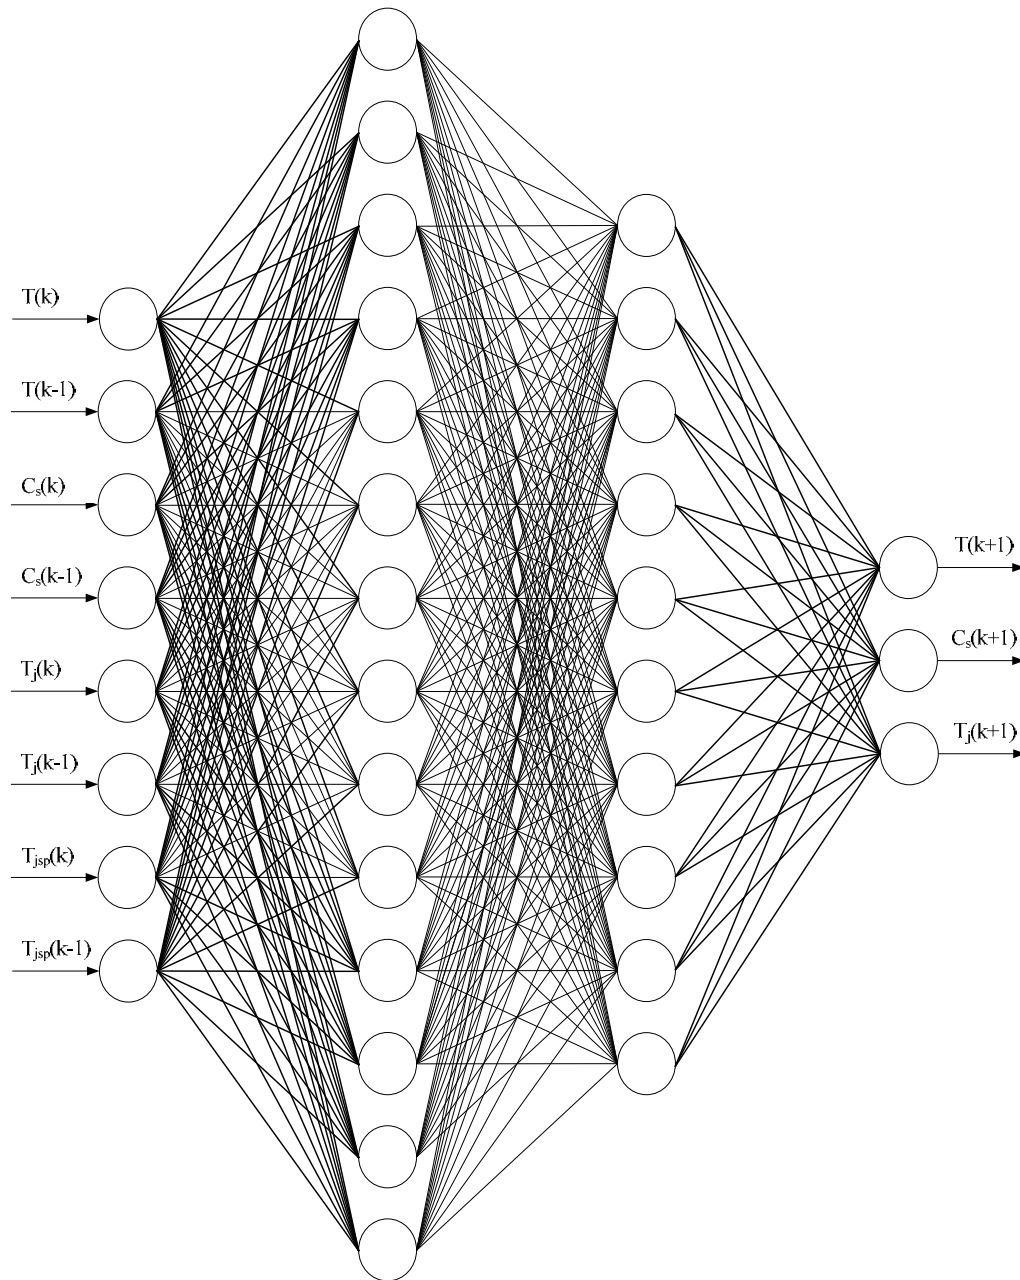 T(k)
T(k-1)
Cₛ(k)
Cₛ(k-1)
Tⱼ(k)
Tⱼ(k-1)
Tⱼₛₚ(k)
Tⱼₛₚ(k-1)
T(k+1)
Cₛ(k+1)
Tⱼ(k+1)